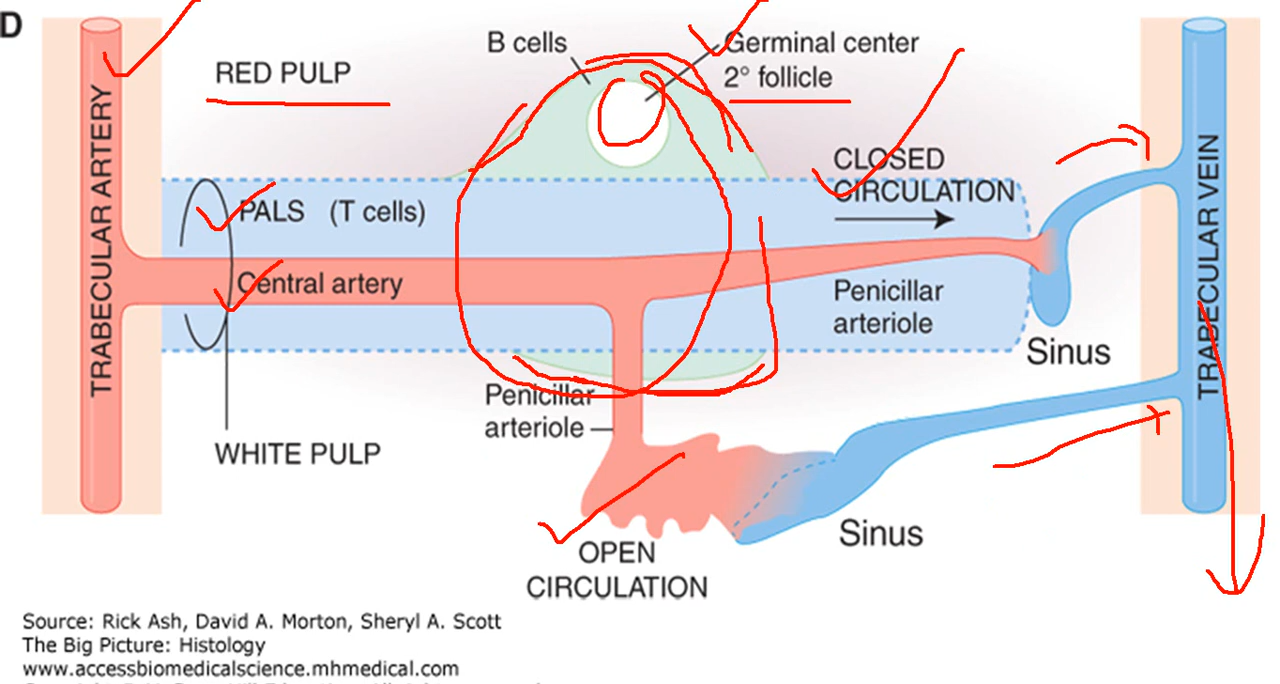 D
B cells
Germinal center
2° follicle
RED PULP
TRABECULAR ARTERY
CLOSED
CIRCULATION
PALS (T cells)
Central artery
Penicillar
arteriole
TRABECULAR VEIN
Sinus
Penicillar
arteriole
WHITE PULP
Sinus
OPEN
CIRCULATION
Source: Rick Ash, David A. Morton, Sheryl A. Scott
The Big Picture: Histology
www.accessbiomedicalscience.mhmedical.com